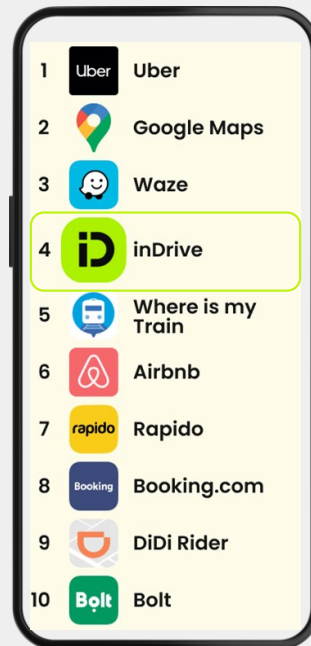 1 Uber Uber
2 Google Maps
3 Waze
4 iD inDrive
5 Where is my
Train
6 Airbnb
7 rapido Rapido
8 Booking Booking.com
9 DiDi Rider
10 Bolt Bolt